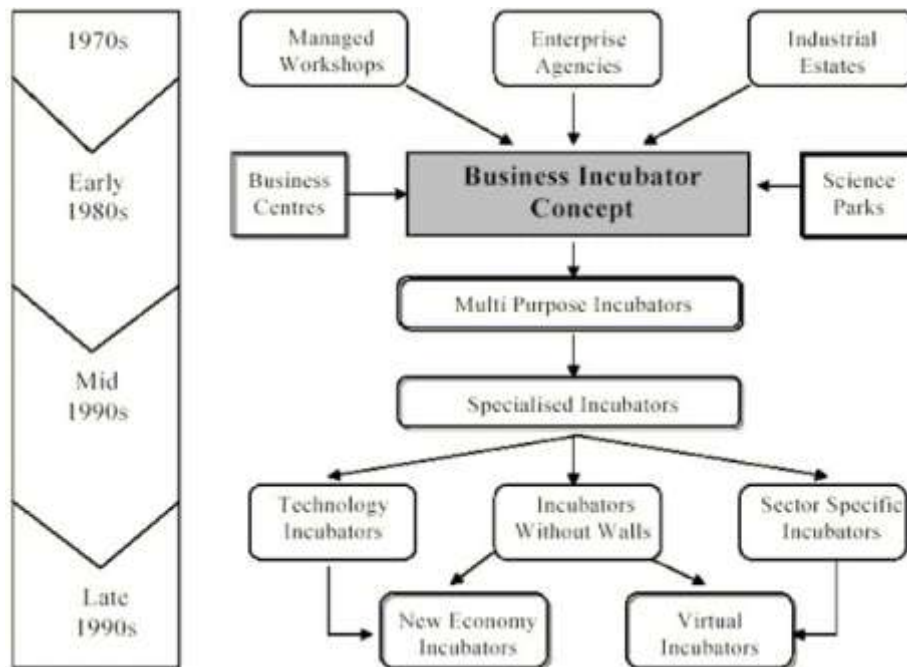 1970s
Early
1980s
Mid
1990s
Late
1990s
Managed
Workshops
Enterprise
Agencies
Industrial
Estates
Business
Centres
Business Incubator
Concept
Science
Parks
Multi Purpose Incubators
Specialised Incubators
Technology
Incubators
Incubators
Without Walls
Sector Specific
Incubators
New Economy
Incubators
Virtual
Incubators